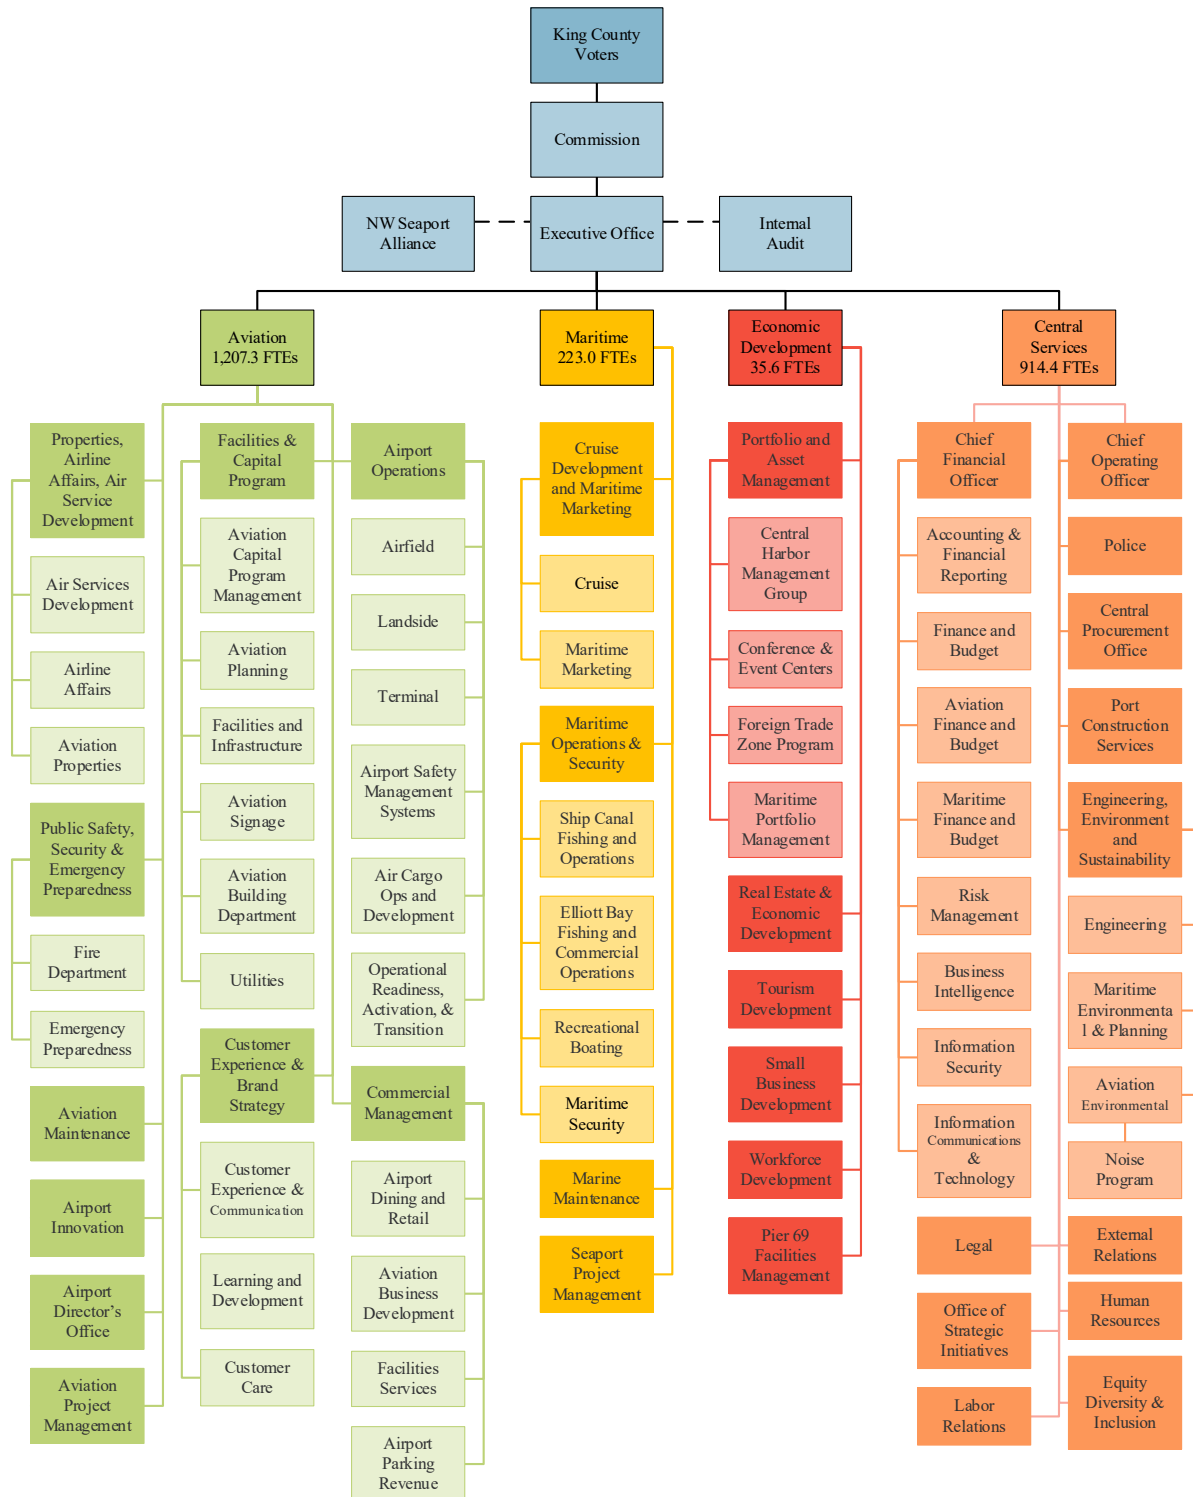 King County
Voters
Commission
NW Seaport
Alliance
Executive Office
Internal
Audit
Aviation
1,207.3 FTEs
Maritime
223.0 FTEs
Economic
Development
35.6 FTEs
Central
Services
914.4 FTEs
Properties,
Airline
Affairs, Air
Service
Development
Air Services
Development
Airline
Affairs
Aviation
Properties
Public Safety,
Security &
Emergency
Preparedness
Fire
Department
Emergency
Preparedness
Aviation
Maintenance
Airport
Innovation
Airport
Director's
Office
Aviation
Project
Management
Facilities &
Capital
Program
Aviation
Capital
Program
Management
Aviation
Planning
Facilities and
Infrastructure
Aviation
Signage
Aviation
Building
Department
Utilities
Customer
Experience &
Brand
Strategy
Customer
Experience &
Communication
Learning and
Development
Customer
Care
Airport
Operations
Airfield
Landside
Terminal
Airport Safety
Management
Systems
Air Cargo
Ops and
Development
Operational
Readiness,
Activation, &
Transition
Commercial
Management
Airport
Dining and
Retail
Aviation
Business
Development
Facilities
Services
Airport
Parking
Revenue
Cruise
Development
and Maritime
Marketing
Cruise
Maritime
Marketing
Maritime
Operations &
Security
Ship Canal
Fishing and
Operations
Elliott Bay
Fishing and
Commercial
Operations
Recreational
Boating
Maritime
Security
Marine
Maintenance
Seaport
Project
Management
Portfolio and
Asset
Management
Central
Harbor
Management
Group
Conference &
Event Centers
Foreign Trade
Zone Program
Maritime
Portfolio
Management
Real Estate &
Economic
Development
Tourism
Development
Small
Business
Development
Workforce
Development
Pier 69
Facilities
Management
Chief
Financial
Officer
Accounting &
Financial
Reporting
Finance and
Budget
Aviation
Finance and
Budget
Maritime
Finance and
Budget
Risk
Management
Business
Intelligence
Information
Security
Information
Communications
&
Technology
Legal
Office of
Strategic
Initiatives
Labor
Relations
Chief
Operating
Officer
Police
Central
Procurement
Office
Port
Construction
Services
Engineering,
Environment
and
Sustainability
Engineering
Maritime
Environmenta
l & Planning
Aviation
Environmental
Noise
Program
External
Relations
Human
Resources
Equity
Diversity &
Inclusion